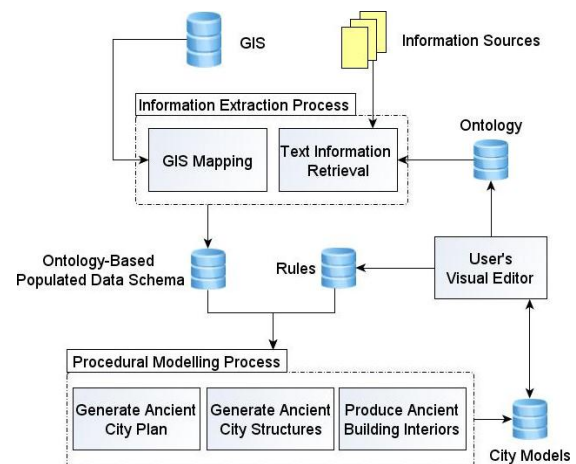 GIS
Information Sources
Information Extraction Process
GIS Mapping
Text Information
Retrieval
Ontology
Ontology-Based
Populated Data Schema
Rules
User's
Visual Editor
Procedural Modelling Process
Generate Ancient
City Plan
Generate Ancient
City Structures
Produce Ancient
Building Interiors
City Models